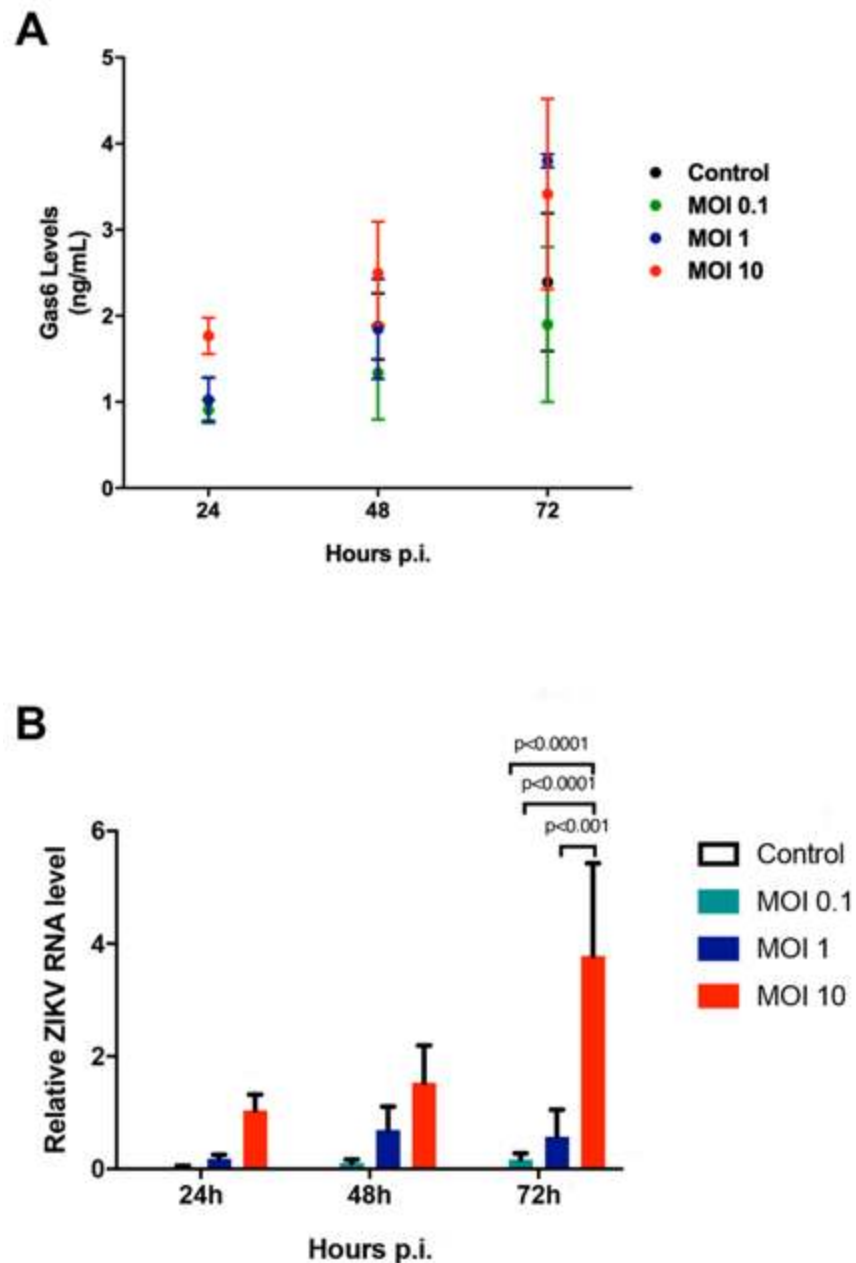 A
5
4
3
2
1
0
Gas6 Levels
(ng/mL)
24
48
72
Hours p.i.
Control
MOI 0.1
MOI 1
MOI 10
B
p<0.0001
p<0.0001
p<0.001
6
4
2
0
Relative ZIKV RNA level
24h
48h
72h
Hours p.i.
Control
MOI 0.1
MOI 1
MOI 10